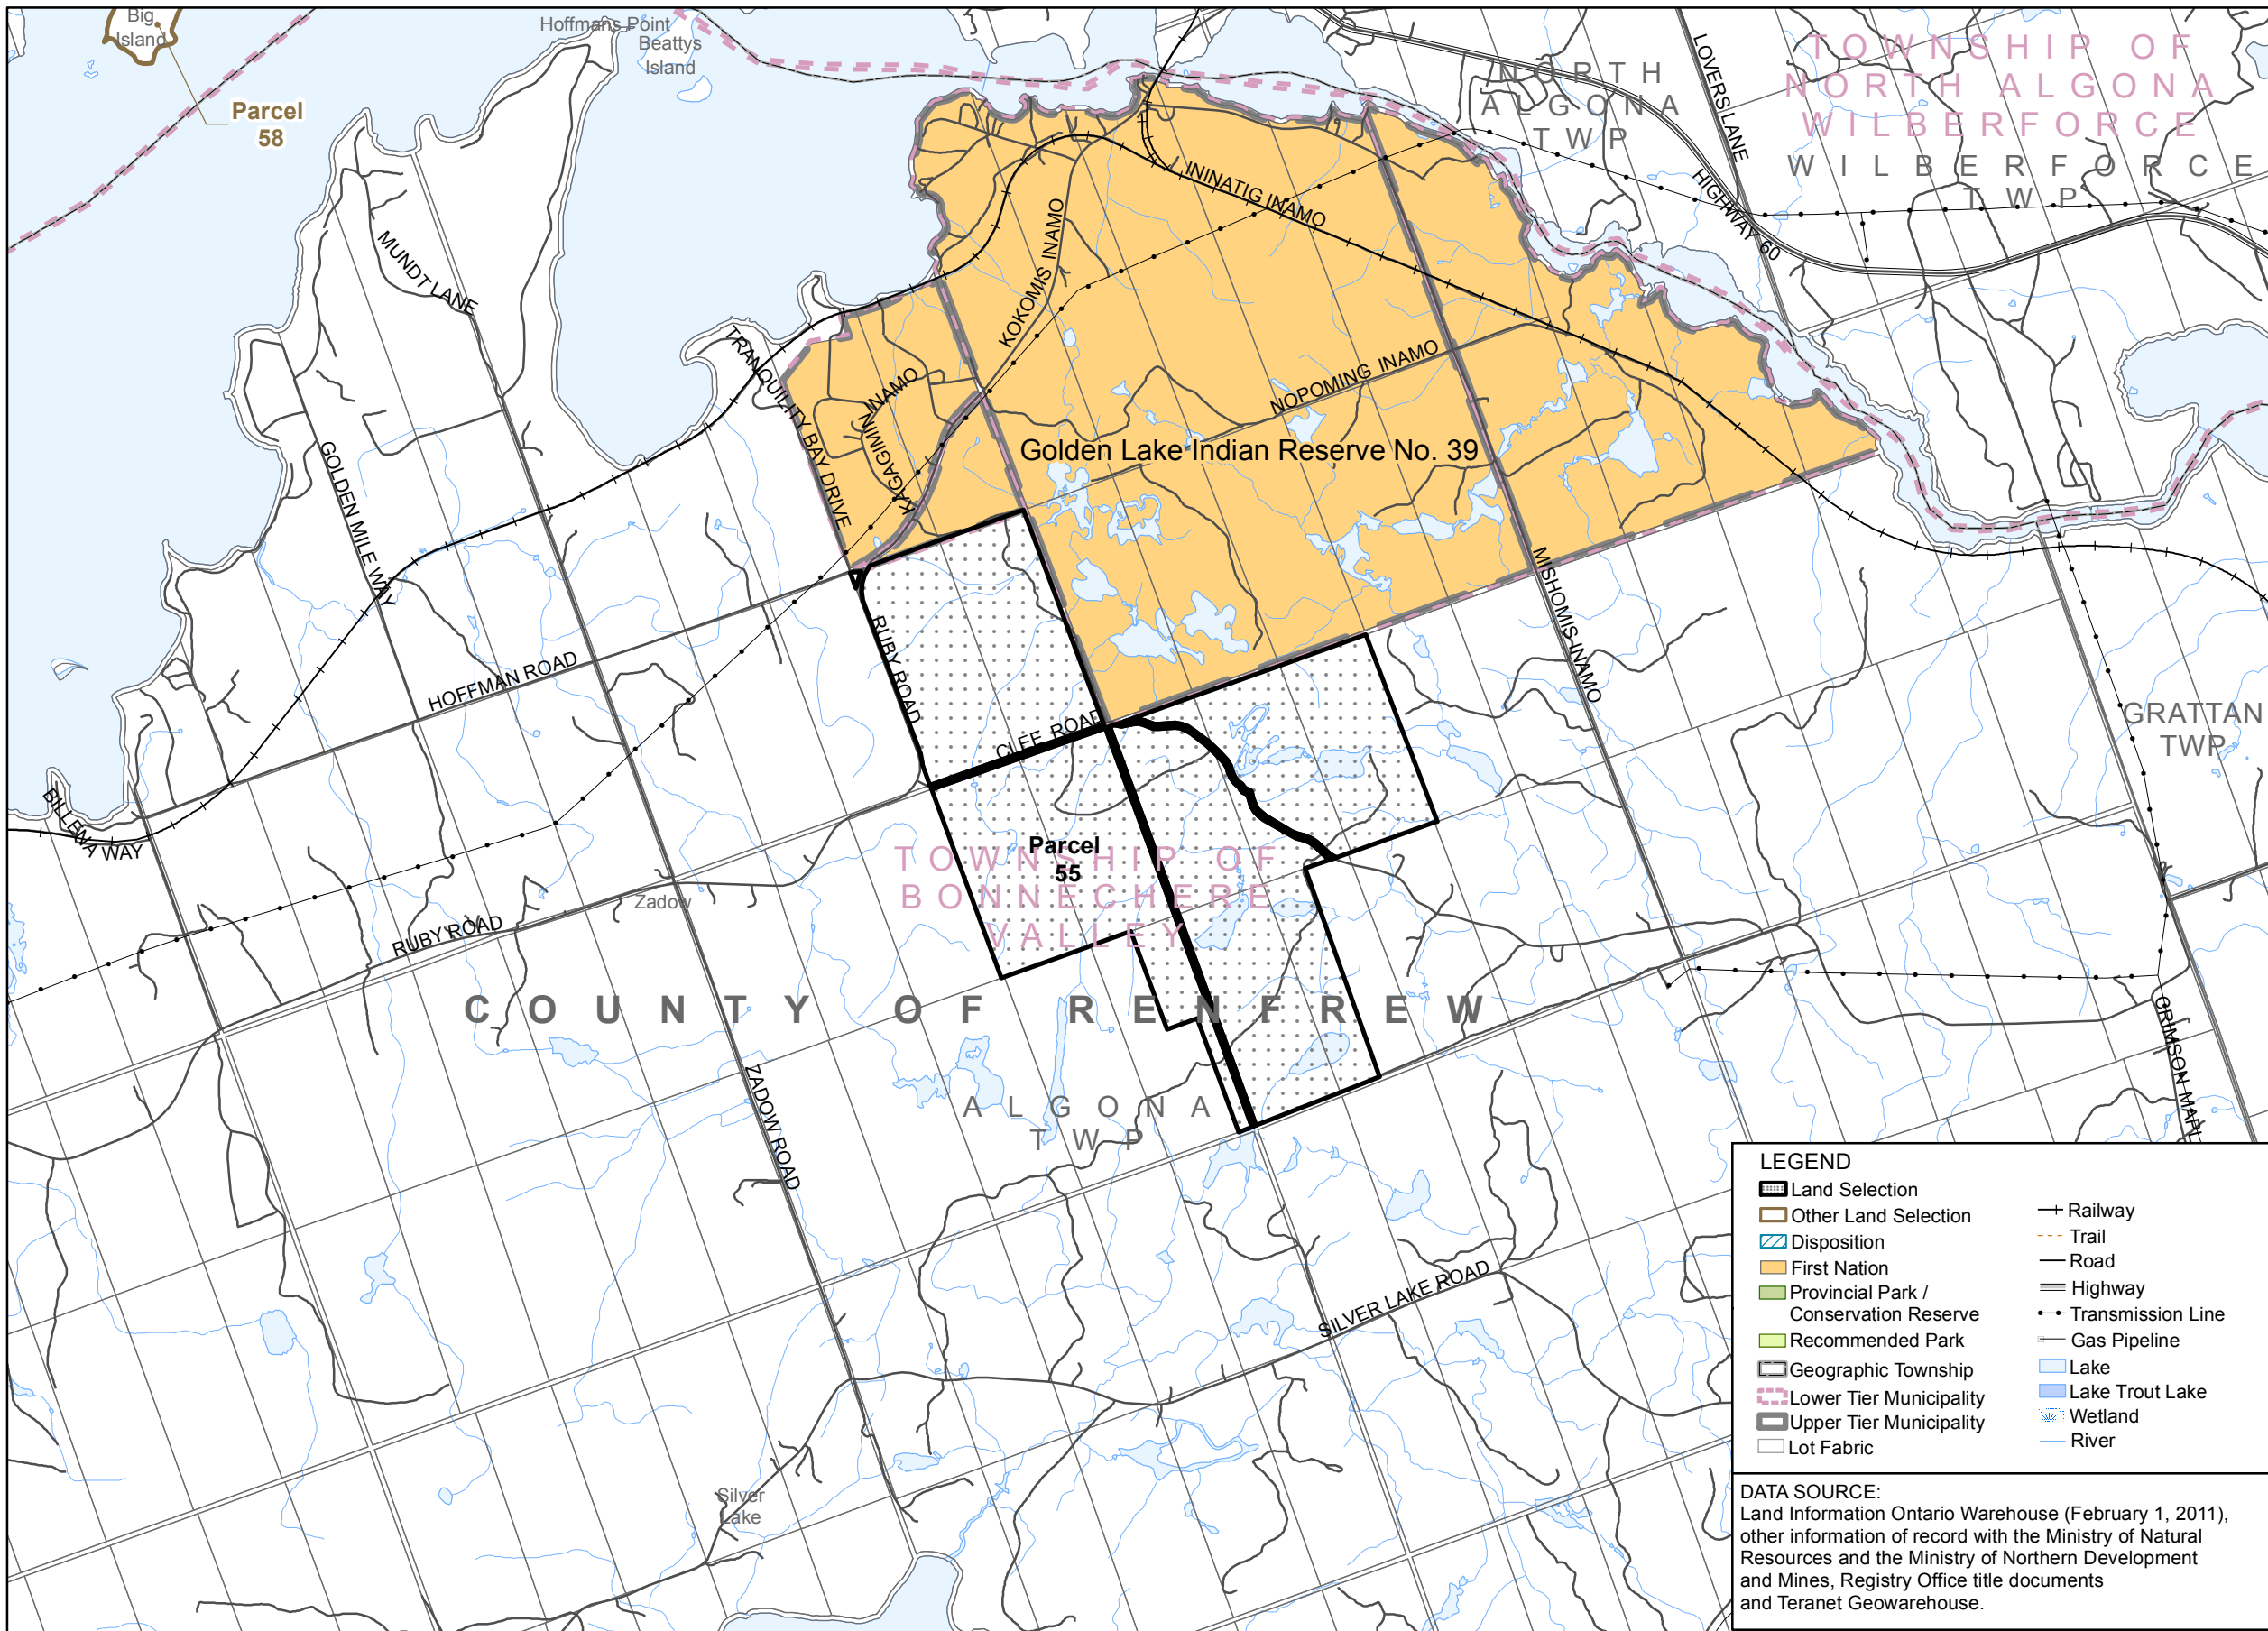 Big
Island
Hoffmans Point
Beattys
Island
Parcel
58
NORTH
ALGONA
TWP
LOVERS LANE
TOWNSHIP OF
NORTH ALGONA
WILBERFORCE
WILBERFORCE
TWP
HIGHWAY 60
MUNDT LANE
ININATIG INAMO
KOKOMIS INAMO
TRANQUILITY BAY DRIVE
KAGAGIMIN INAMO
NOPOMING INAMO
Golden Lake Indian Reserve No. 39
GOLDEN MILE WAY
MISHOMIS INAMO
HOFFMAN ROAD
RUBY ROAD
CLEE ROAD
GRATTAN
TWP
WAY
Parcel
55
TOWNSHIP OF
BONNECHERE
VALLEY
Zadow
RUBY ROAD
COUNTY OF RENFREW
CRIMSON MAPL
ZADOW ROAD
ALGONA
TWP
SILVER LAKE ROAD
Silver
Lake
LEGEND
Land Selection
Other Land Selection
Disposition
First Nation
Provincial Park /
Conservation Reserve
Recommended Park
Geographic Township
Lower Tier Municipality
Upper Tier Municipality
Lot Fabric
Railway
Trail
Road
Highway
Transmission Line
Gas Pipeline
Lake
Lake Trout Lake
Wetland
River
DATA SOURCE:
Land Information Ontario Warehouse (February 1, 2011),
other information of record with the Ministry of Natural
Resources and the Ministry of Northern Development
and Mines, Registry Office title documents
and Teranet Geowarehouse.